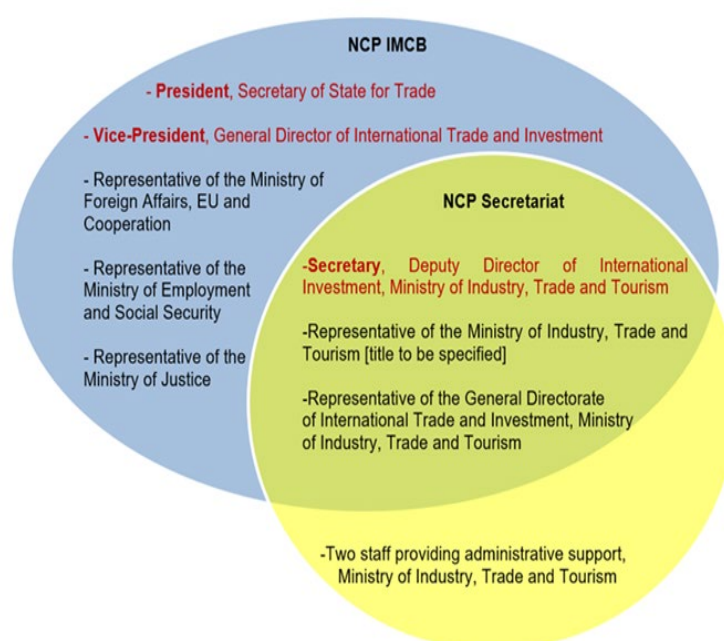 NCP IMCB
- President, Secretary of State for Trade
- Vice-President, General Director of International Trade and Investment
- Representative of the Ministry of
Foreign Affairs, EU and
Cooperation
- Representative of the
Ministry of Employment
and Social Security
- Representative of the
Ministry of Justice
NCP Secretariat
-Secretary, Deputy Director of International
Investment, Ministry of Industry, Trade and Tourism
-Representative of the Ministry of Industry, Trade and
Tourism [title to be specified]
-Representative of the General Directorate
of International Trade and Investment, Ministry
of Industry, Trade and Tourism
-Two staff providing administrative support,
Ministry of Industry, Trade and Tourism